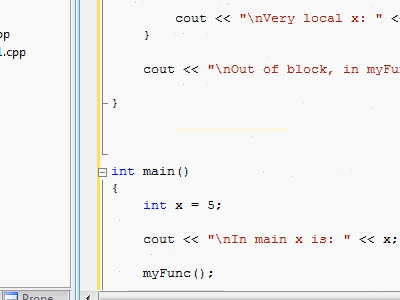 cout << "\nVery local x: " <
pp
}
.cpp
cout << "\nOut of block, in myFu
}
int main()
{
int x = 5;
cout << "\nIn main x is: " << x;
myFunc();
Prope